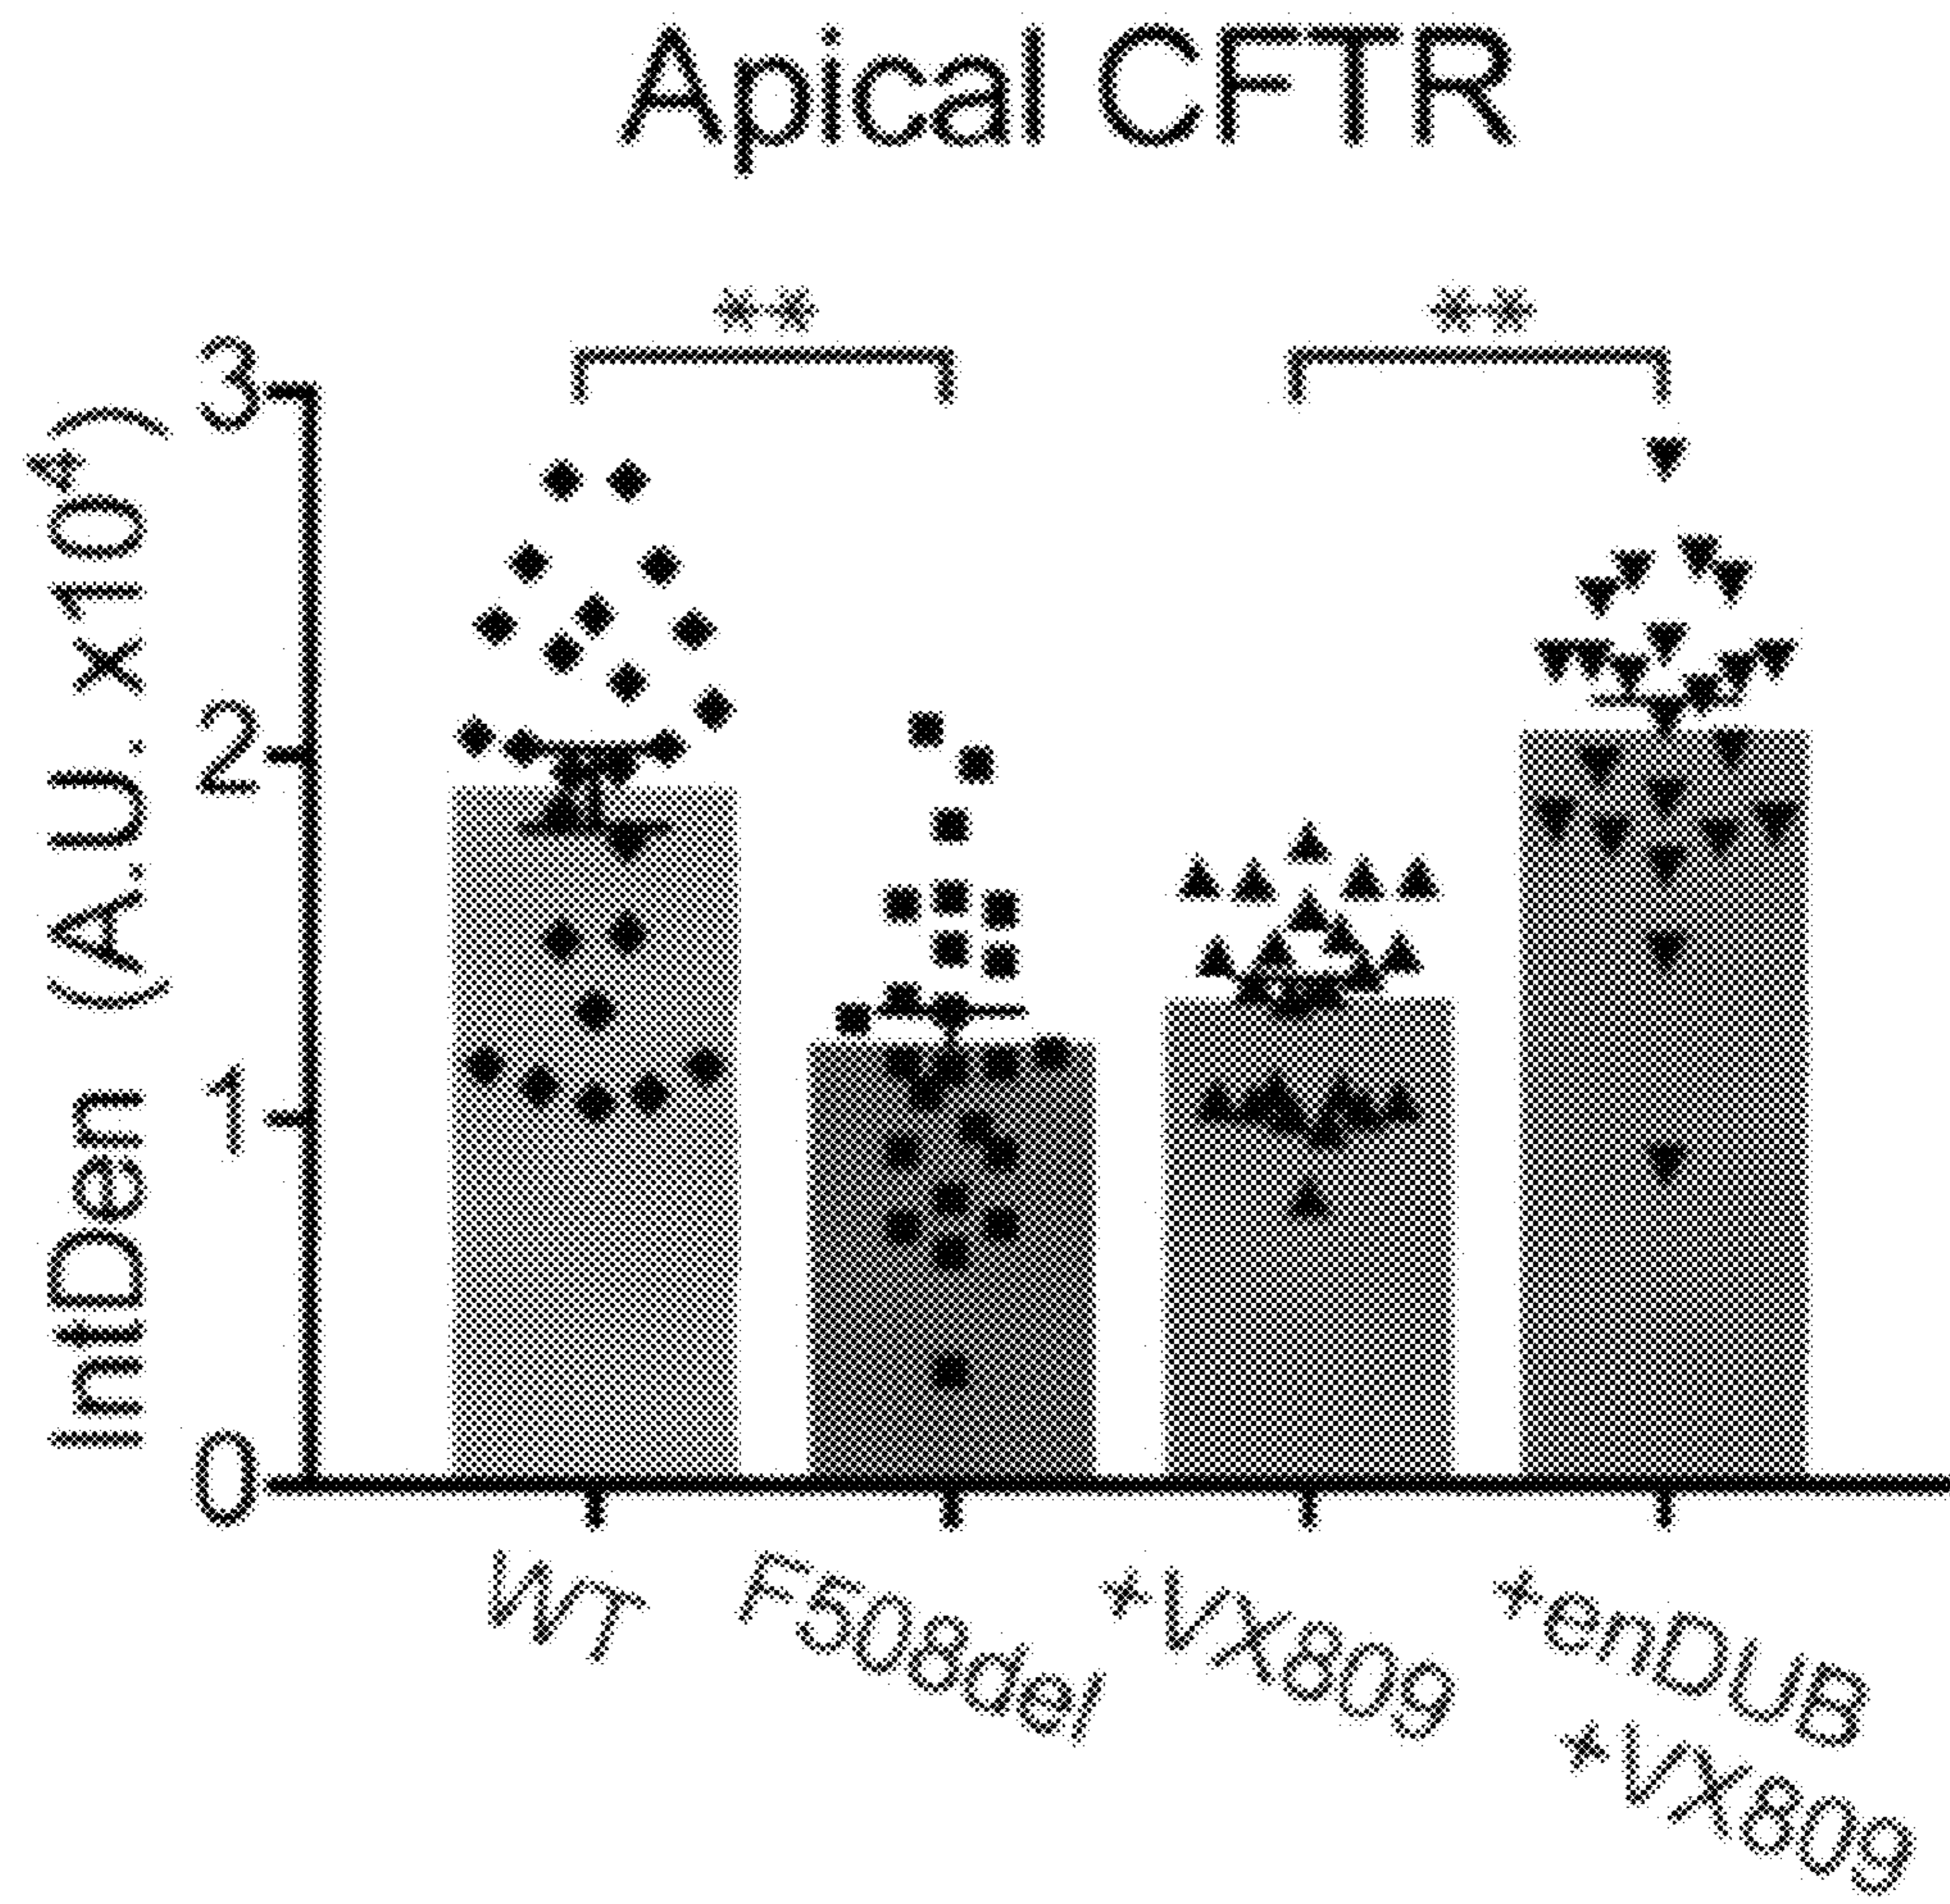 Apical CFTR
**
**
IntDen (A.U. x10⁴)
3
2
1
0
WT
F508del
+VX809
+enDUB
+VX809